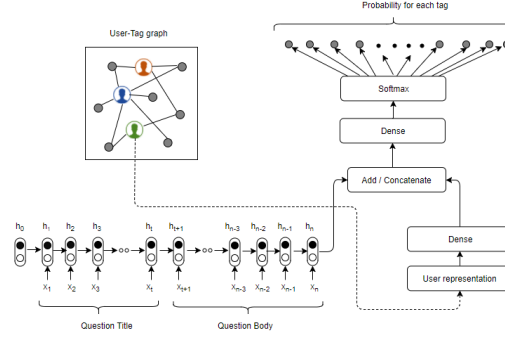 Probability for each tag
User-Tag graph
Softmax
Dense
Add / Concatenate
h0 h1 h2 h3 ht ht+1 hn-3 hn-2 hn-1 hn
Dense
User representation
x1 x2 x3 xt xt+1 xn-3 xn-2 xn-1 xn
Question Title Question Body